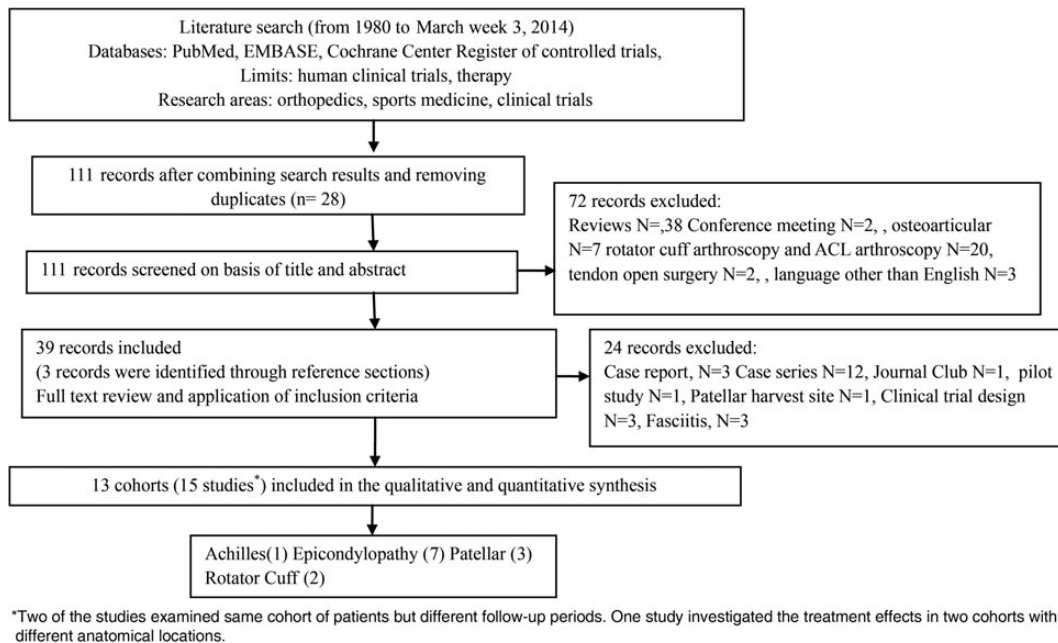 Literature search (from 1980 to March week 3, 2014)
Databases: PubMed, EMBASE, Cochrane Center Register of controlled trials,
Limits: human clinical trials, therapy
Research areas: orthopedics, sports medicine, clinical trials
111 records after combining search results and removing
duplicates (n= 28)
72 records excluded:
Reviews N=,38 Conference meeting N=2, , osteoarticular
N=7 rotator cuff arthroscopy and ACL arthroscopy N=20,
tendon open surgery N=2, , language other than English N=3
111 records screened on basis of title and abstract
39 records included
(3 records were identified through reference sections)
Full text review and application of inclusion criteria
24 records excluded:
Case report, N=3 Case series N=12, Journal Club N=1, pilot
study N=1, Patellar harvest site N=1, Clinical trial design
N=3, Fasciitis, N=3
13 cohorts (15 studies*) included in the qualitative and quantitative synthesis
Achilles(1) Epicondylopathy (7) Patellar (3)
Rotator Cuff (2)
*Two of the studies examined same cohort of patients but different follow-up periods. One study investigated the treatment effects in two cohorts with
different anatomical locations.